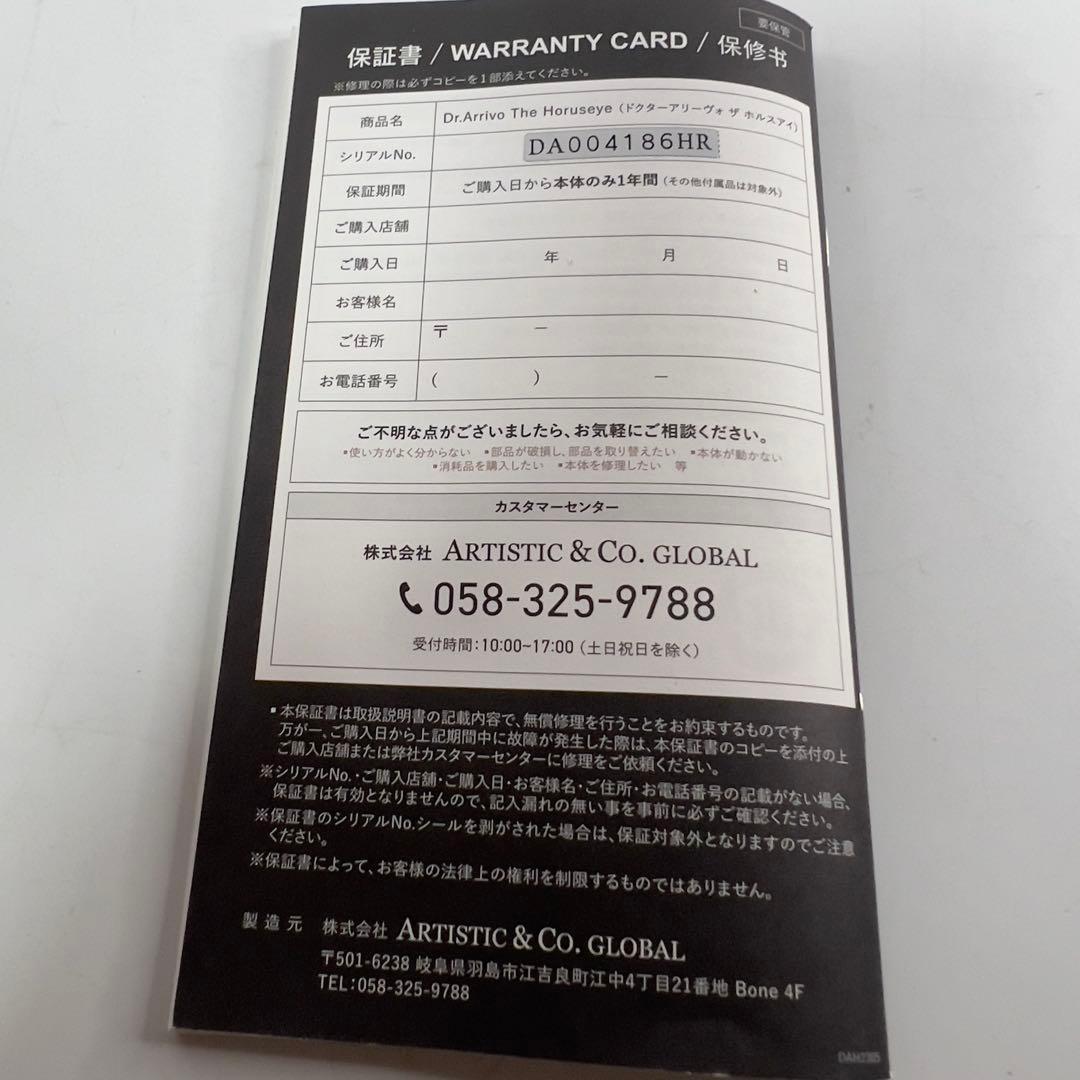 要保管
保証書 / WARRANTY CARD / 保修书
※修理の際は必ずコピーを1部添えてください。
商品名 Dr.Arrivo The Horuseye（ドクターアリーヴォ ザ ホルスアイ）
シリアルNo. DA004186HR
保証期間 ご購入日から本体のみ1年間（その他付属品は対象外）
ご購入店舗
ご購入日 年 月 日
お客様名
ご住所 〒 －
お電話番号 （ ） －
ご不明な点がございましたら、お気軽にご相談ください。
▪使い方がよく分からない ▪部品が破損し、部品を取り替えたい ▪本体が動かない
▪消耗品を購入したい ▪本体を修理したい 等
カスタマーセンター
株式会社 ARTISTIC & CO. GLOBAL
058-325-9788
受付時間：10:00~17:00（土日祝日を除く）
▪本保証書は取扱説明書の記載内容で、無償修理を行うことをお約束するものです。
万が一、ご購入日から上記期間中に故障が発生した際は、本保証書のコピーを添付の上
ご購入店舗または弊社カスタマーセンターに修理をご依頼ください。
※シリアルNo.・ご購入店舗・ご購入日・お客様名・ご住所・お電話番号の記載がない場合、
保証書は有効となりませんので、記入漏れの無い事を事前に必ずご確認ください。
※保証書のシリアルNo.シールを剥がされた場合は、保証対象外となりますのでご注意
ください。
※保証書によって、お客様の法律上の権利を制限するものではありません。
製造元 株式会社 ARTISTIC & CO. GLOBAL
〒501-6238 岐阜県羽島市江吉良町江中4丁目21番地 Bone 4F
TEL：058-325-9788
DAH2305